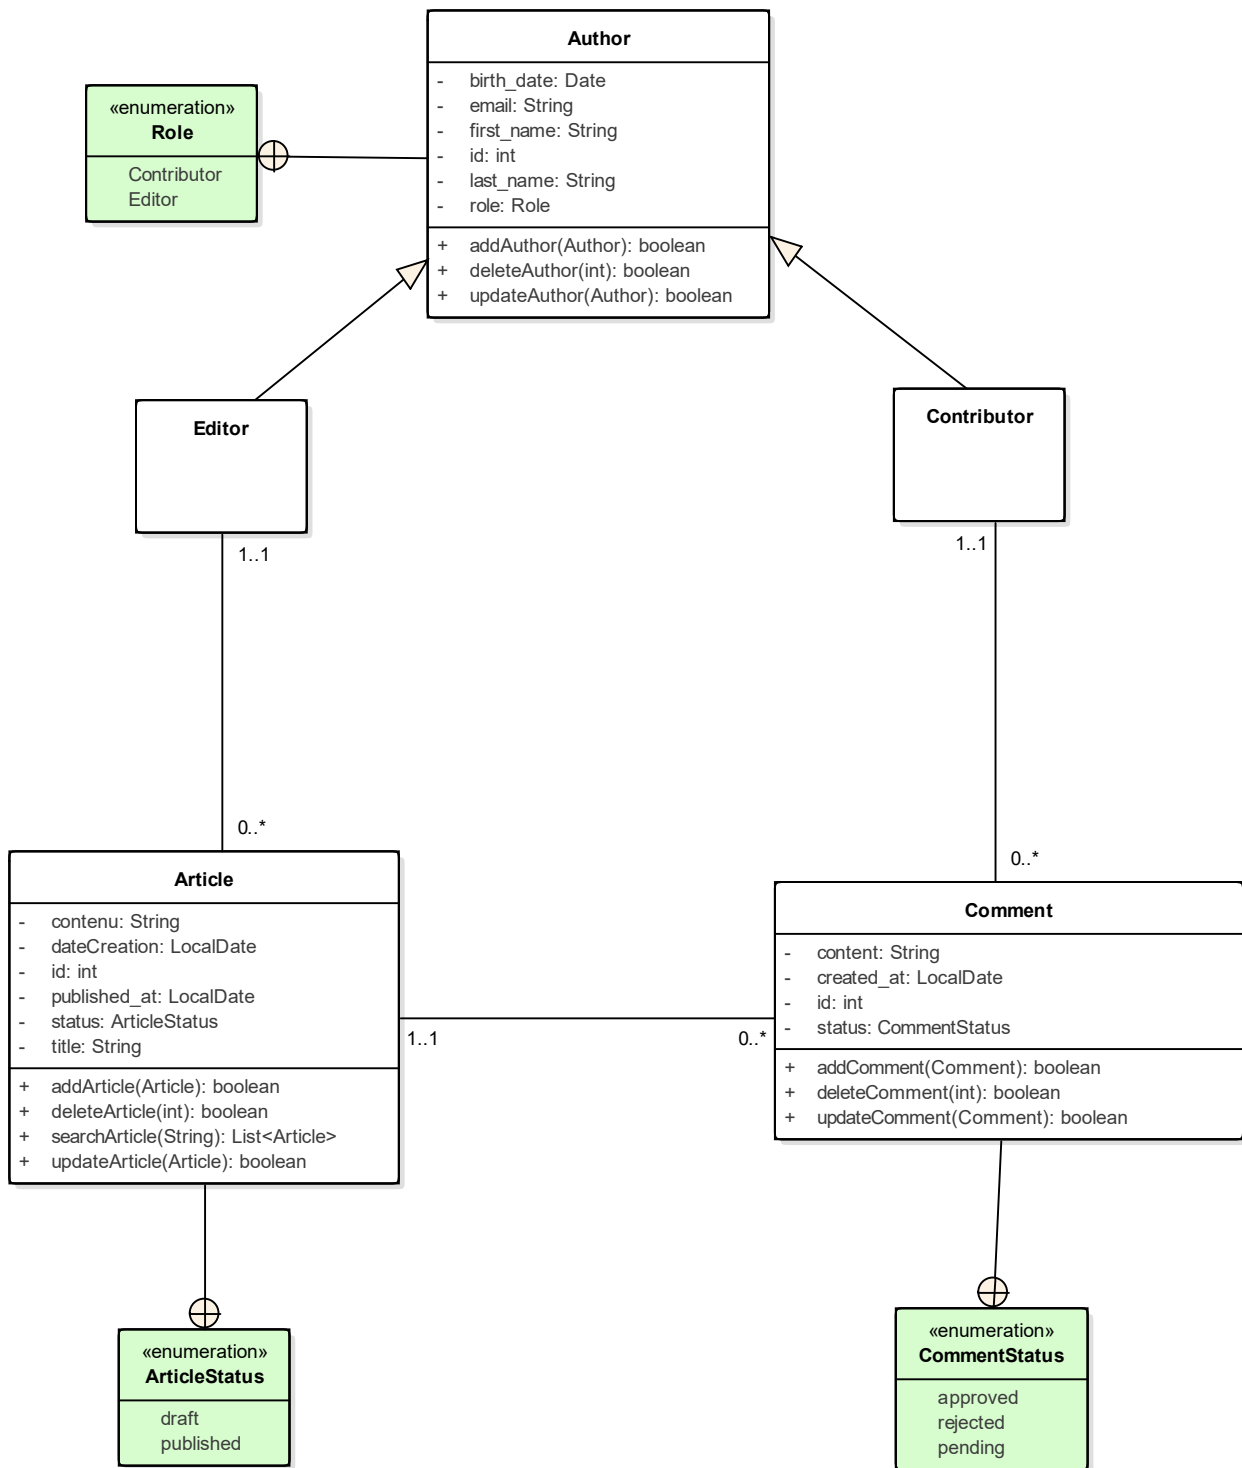 Author
- birth_date: Date
- email: String
- first_name: String
- id: int
- last_name: String
- role: Role
+ addAuthor(Author): boolean
+ deleteAuthor(int): boolean
+ updateAuthor(Author): boolean
«enumeration»
Role
Contributor
Editor
Editor
Contributor
1..1
1..1
0..*
0..*
Article
- contenu: String
- dateCreation: LocalDate
- id: int
- published_at: LocalDate
- status: ArticleStatus
- title: String
+ addArticle(Article): boolean
+ deleteArticle(int): boolean
+ searchArticle(String): List<Article>
+ updateArticle(Article): boolean
1..1
0..*
Comment
- content: String
- created_at: LocalDate
- id: int
- status: CommentStatus
+ addComment(Comment): boolean
+ deleteComment(int): boolean
+ updateComment(Comment): boolean
«enumeration»
ArticleStatus
draft
published
«enumeration»
CommentStatus
approved
rejected
pending